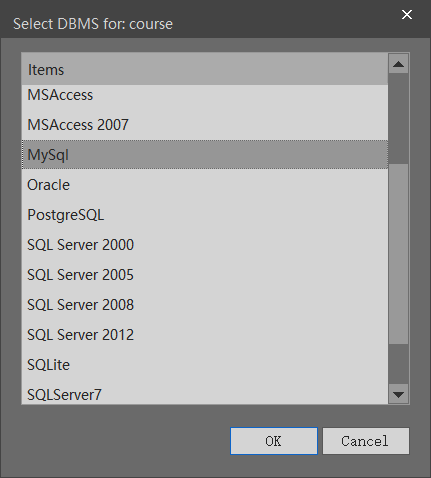 Select DBMS for: course
Items
MSAccess
MSAccess 2007
MySql
Oracle
PostgreSQL
SQL Server 2000
SQL Server 2005
SQL Server 2008
SQL Server 2012
SQLite
SQLServer7
OK
Cancel